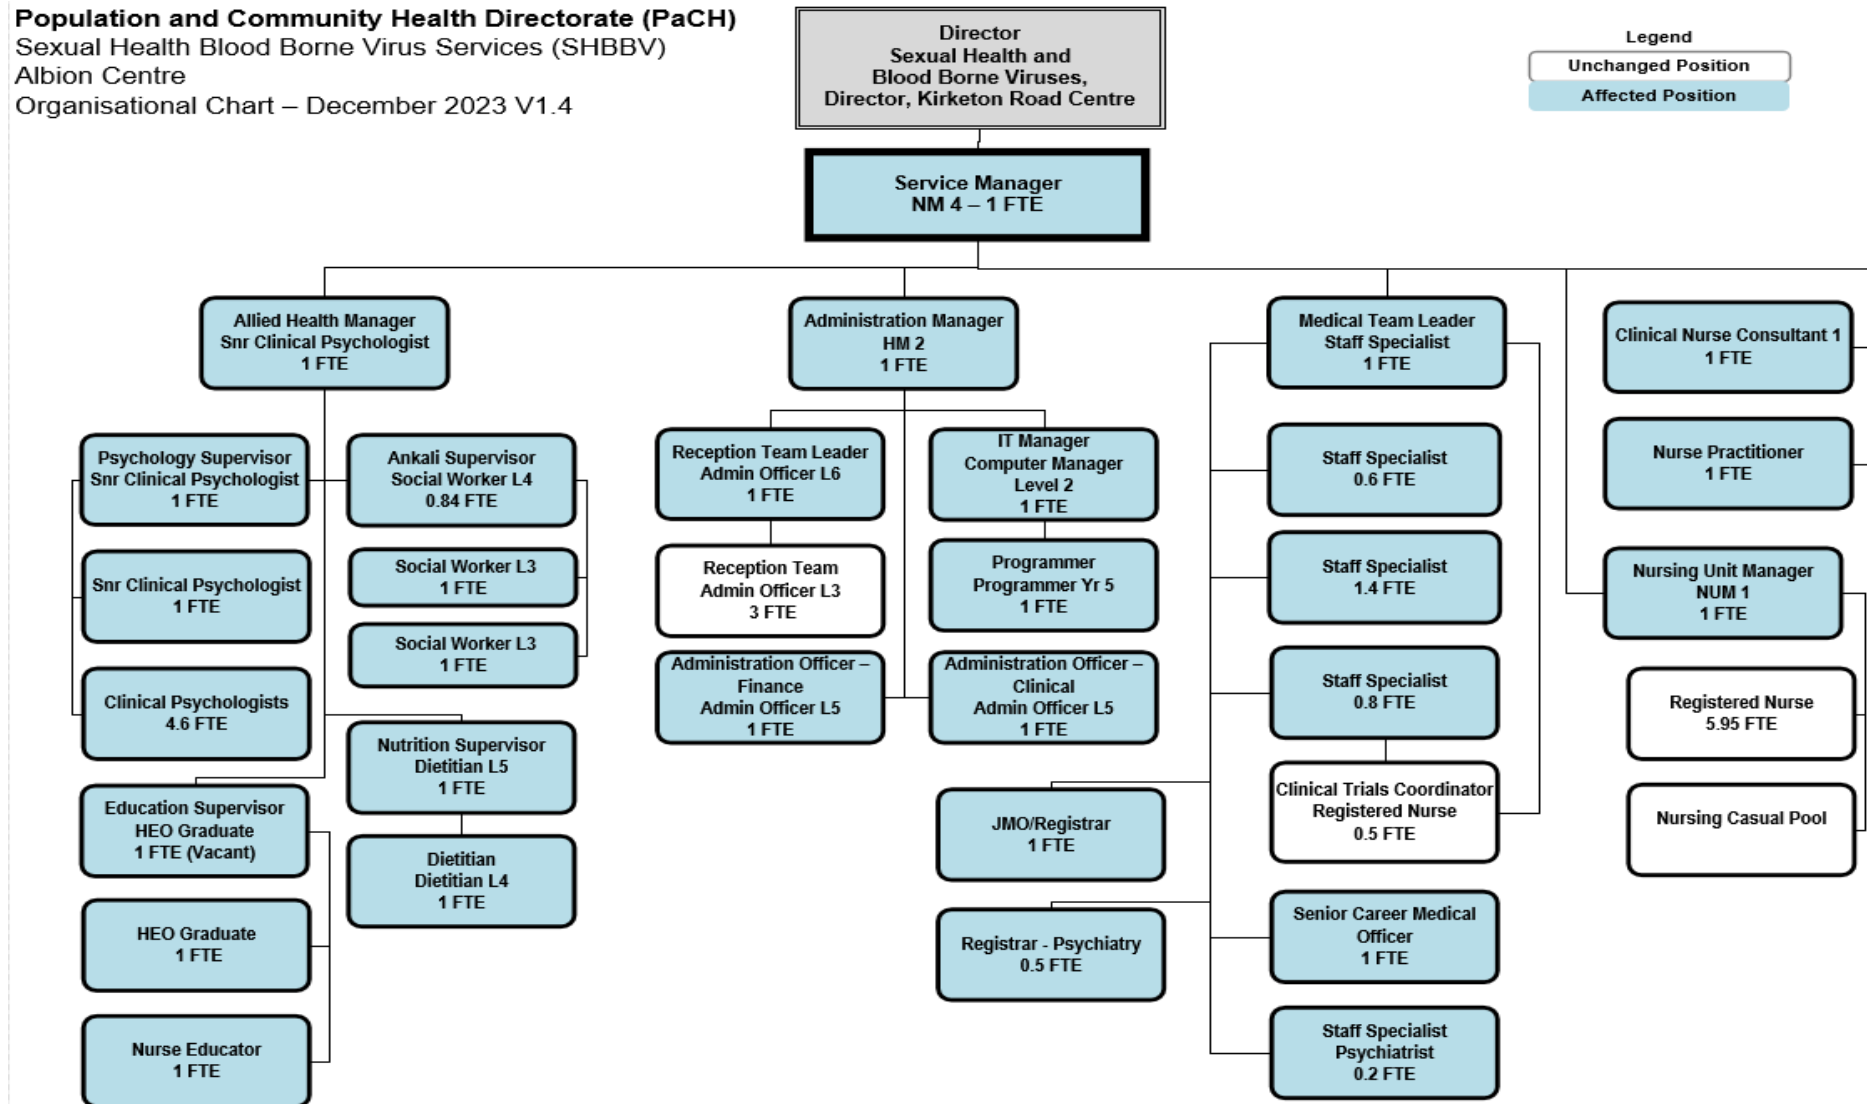 Population and Community Health Directorate (PaCH)
Sexual Health Blood Borne Virus Services (SHBBV)
Albion Centre
Organisational Chart – December 2023 V1.4
Director
Sexual Health and
Blood Borne Viruses,
Director, Kirketon Road Centre
Legend
Unchanged Position
Affected Position
Service Manager
NM 4 – 1 FTE
Allied Health Manager
Snr Clinical Psychologist
1 FTE
Psychology Supervisor
Snr Clinical Psychologist
1 FTE
Snr Clinical Psychologist
1 FTE
Clinical Psychologists
4.6 FTE
Ankali Supervisor
Social Worker L4
0.84 FTE
Social Worker L3
1 FTE
Social Worker L3
1 FTE
Nutrition Supervisor
Dietitian L5
1 FTE
Dietitian
Dietitian L4
1 FTE
Education Supervisor
HEO Graduate
1 FTE (Vacant)
HEO Graduate
1 FTE
Nurse Educator
1 FTE
Administration Manager
HM 2
1 FTE
Reception Team Leader
Admin Officer L6
1 FTE
Reception Team
Admin Officer L3
3 FTE
Administration Officer –
Finance
Admin Officer L5
1 FTE
IT Manager
Computer Manager
Level 2
1 FTE
Programmer
Programmer Yr 5
1 FTE
Administration Officer –
Clinical
Admin Officer L5
1 FTE
Medical Team Leader
Staff Specialist
1 FTE
Staff Specialist
0.6 FTE
Staff Specialist
1.4 FTE
Staff Specialist
0.8 FTE
Clinical Trials Coordinator
Registered Nurse
0.5 FTE
JMO/Registrar
1 FTE
Registrar - Psychiatry
0.5 FTE
Senior Career Medical
Officer
1 FTE
Staff Specialist
Psychiatrist
0.2 FTE
Clinical Nurse Consultant 1
1 FTE
Nurse Practitioner
1 FTE
Nursing Unit Manager
NUM 1
1 FTE
Registered Nurse
5.95 FTE
Nursing Casual Pool